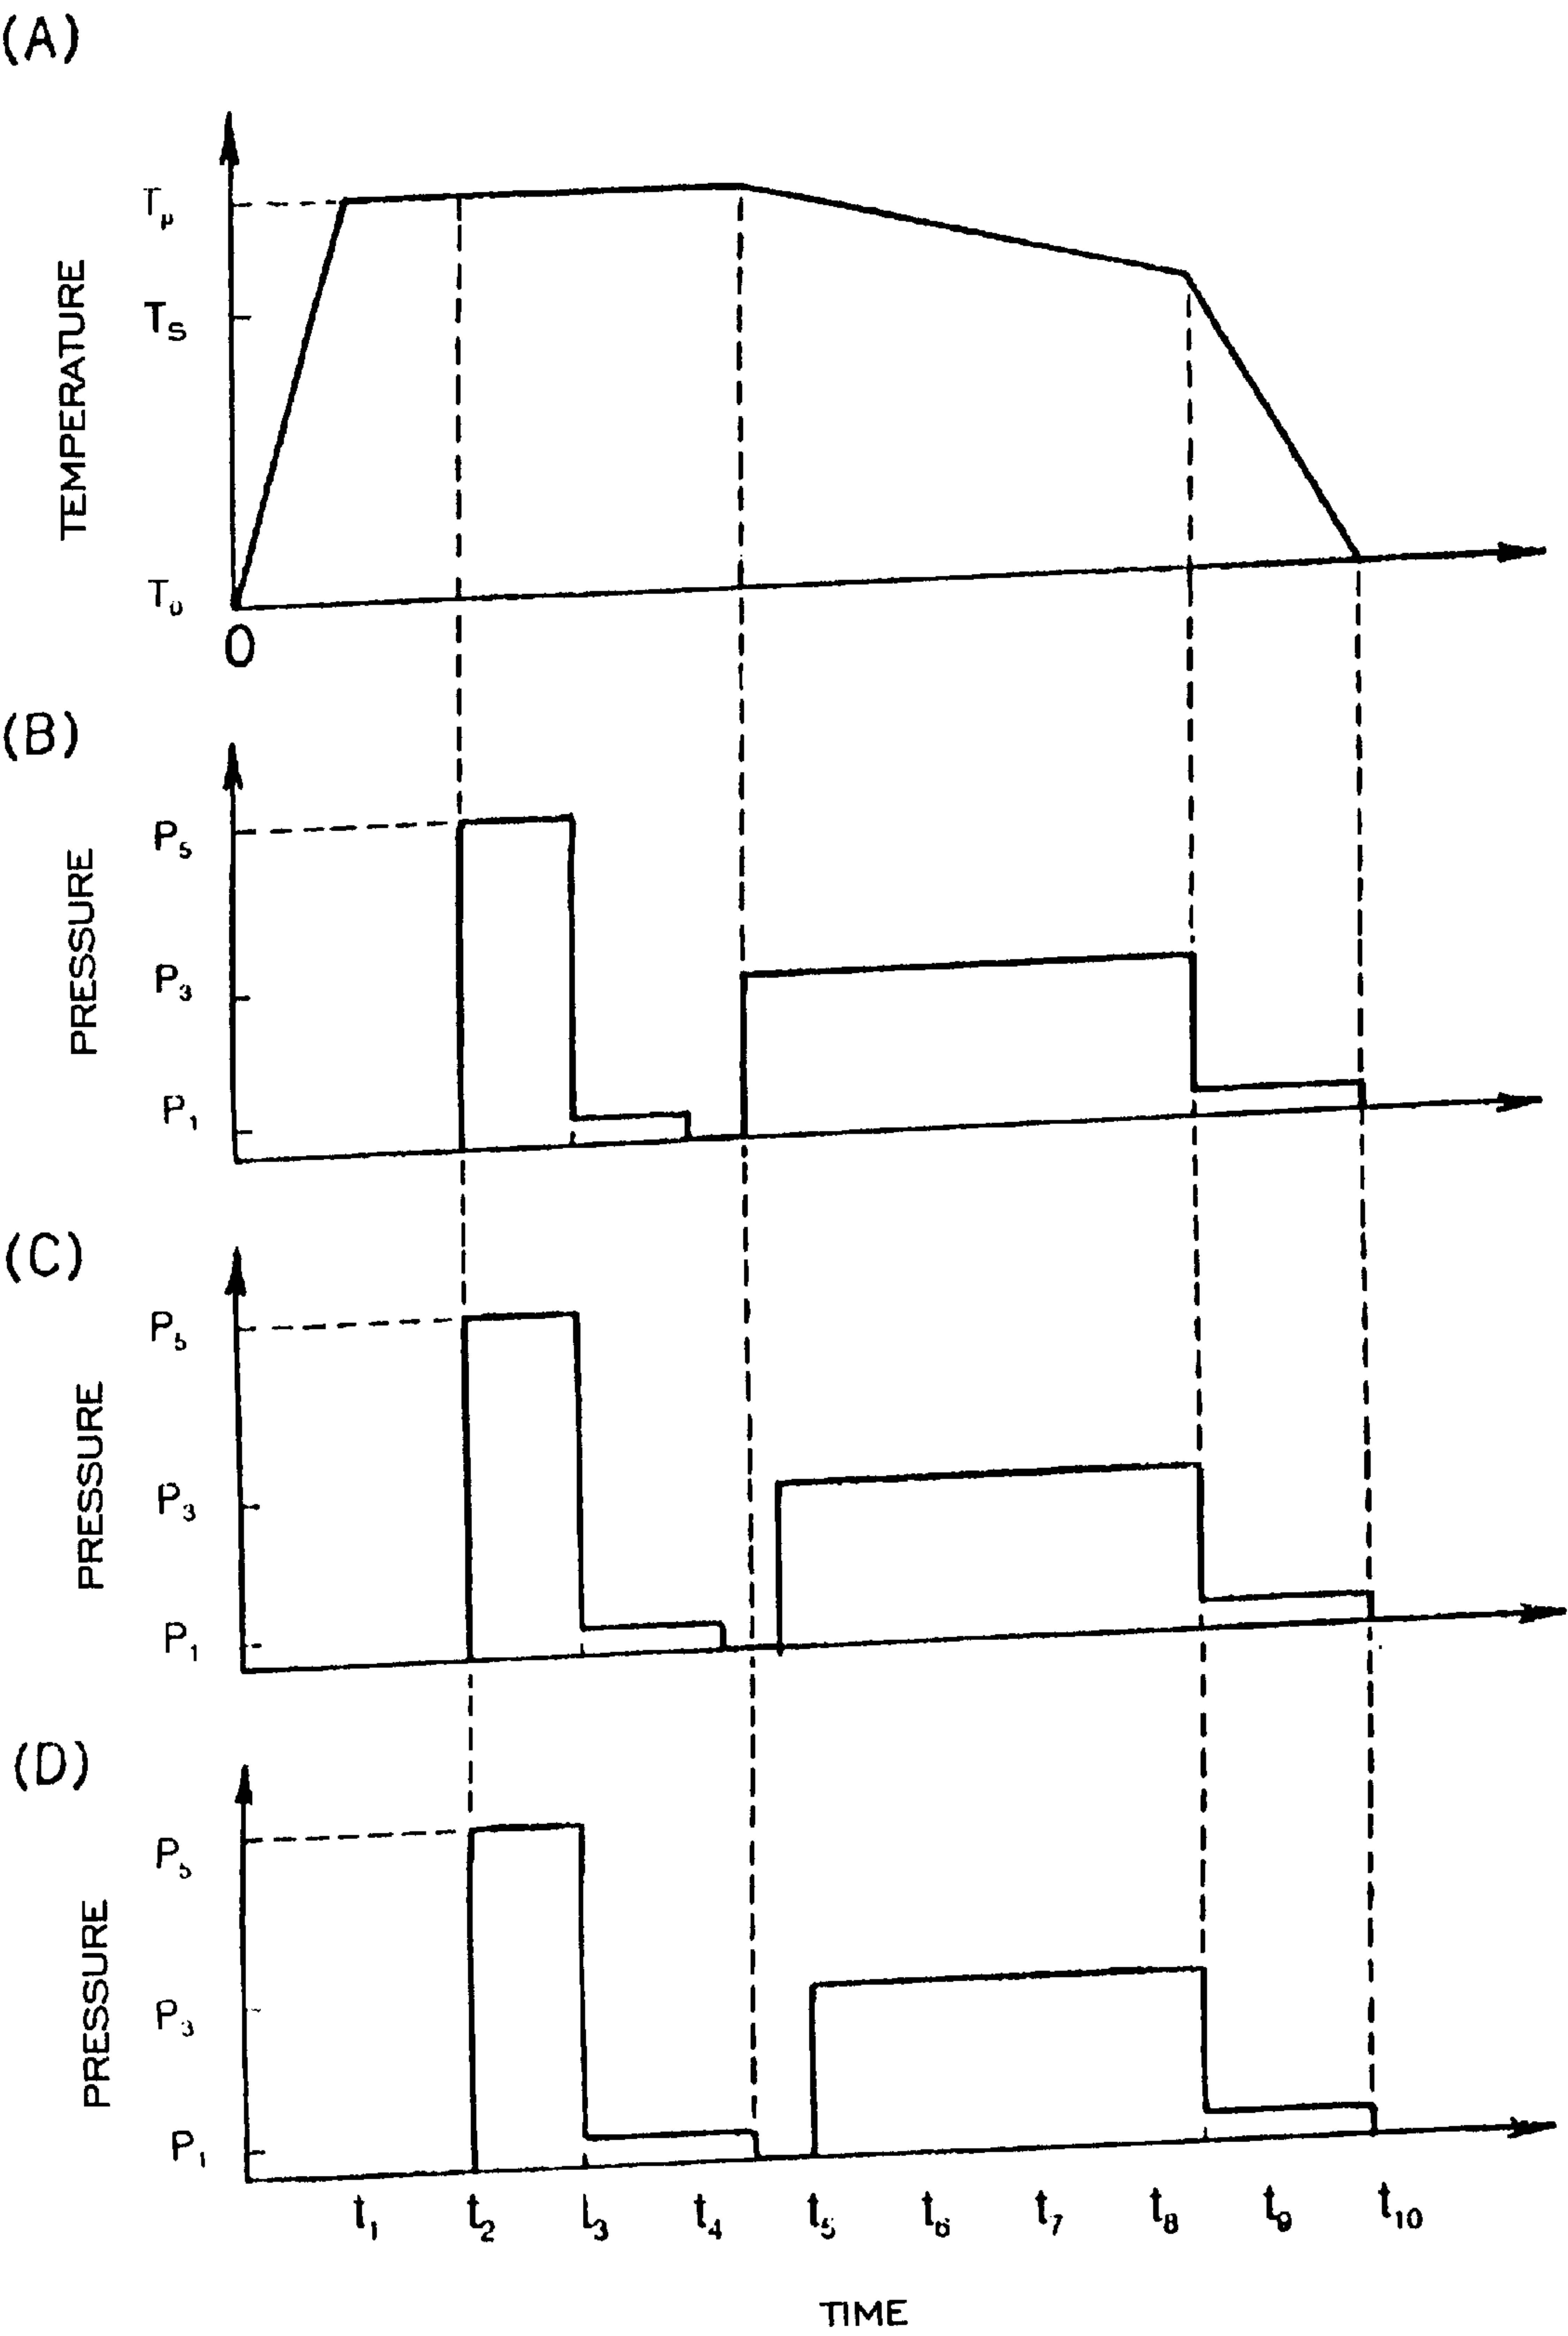 (A)
TEMPERATURE
Tμ
TS
T0
0
(B)
PRESSURE
P5
P3
P1
(C)
PRESSURE
P5
P3
P1
(D)
PRESSURE
P5
P3
P1
t1 t2 t3 t4 t5 t6 t7 t8 t9 t10
TIME